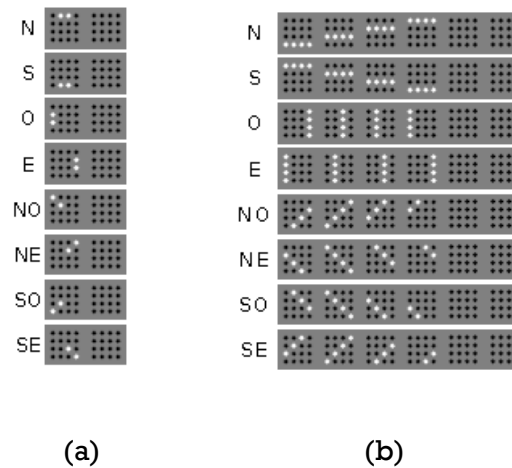 N N
S S
O O
E E
NO NO
NE NE
SO SO
SE SE
(a) (b)